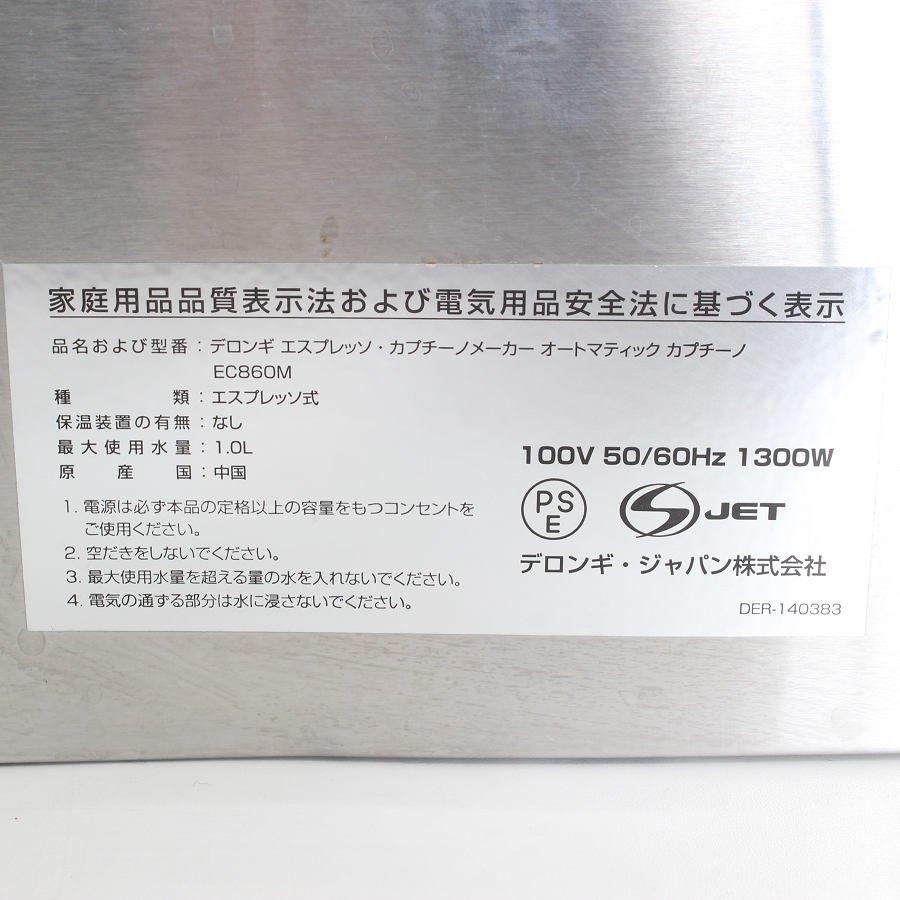 家庭用品品質表示法および電気用品安全法に基づく表示
品名および型番：デロンギ エスプレッソ・カプチーノメーカー オートマティック カプチーノ
EC860M
種類：エスプレッソ式
保温装置の有無：なし
最大使用水量：1.0L
原産国：中国
1. 電源は必ず本品の定格以上の容量をもつコンセントを
ご使用ください。
2. 空だきをしないでください。
3. 最大使用水量を超える量の水を入れないでください。
4. 電気の通ずる部分は水に浸さないでください。
100V 50/60Hz 1300W
PS
E
S JET
デロンギ・ジャパン株式会社
DER-140383